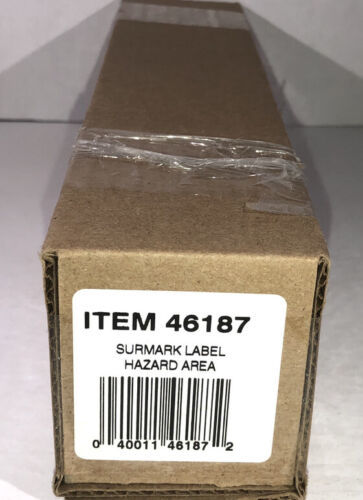 ITEM 46187
SURMARK LABEL
HAZARD AREA
0 40011 46187 2